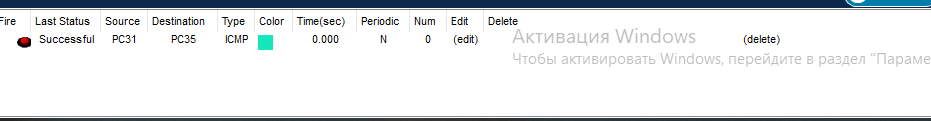 Fire Last Status Source Destination Type Color Time(sec) Periodic Num Edit Delete
Successful PC31 PC35 ICMP 0.000 N 0 (edit) (delete)
Активация Windows
Чтобы активировать Windows, перейдите в раздел "Параме